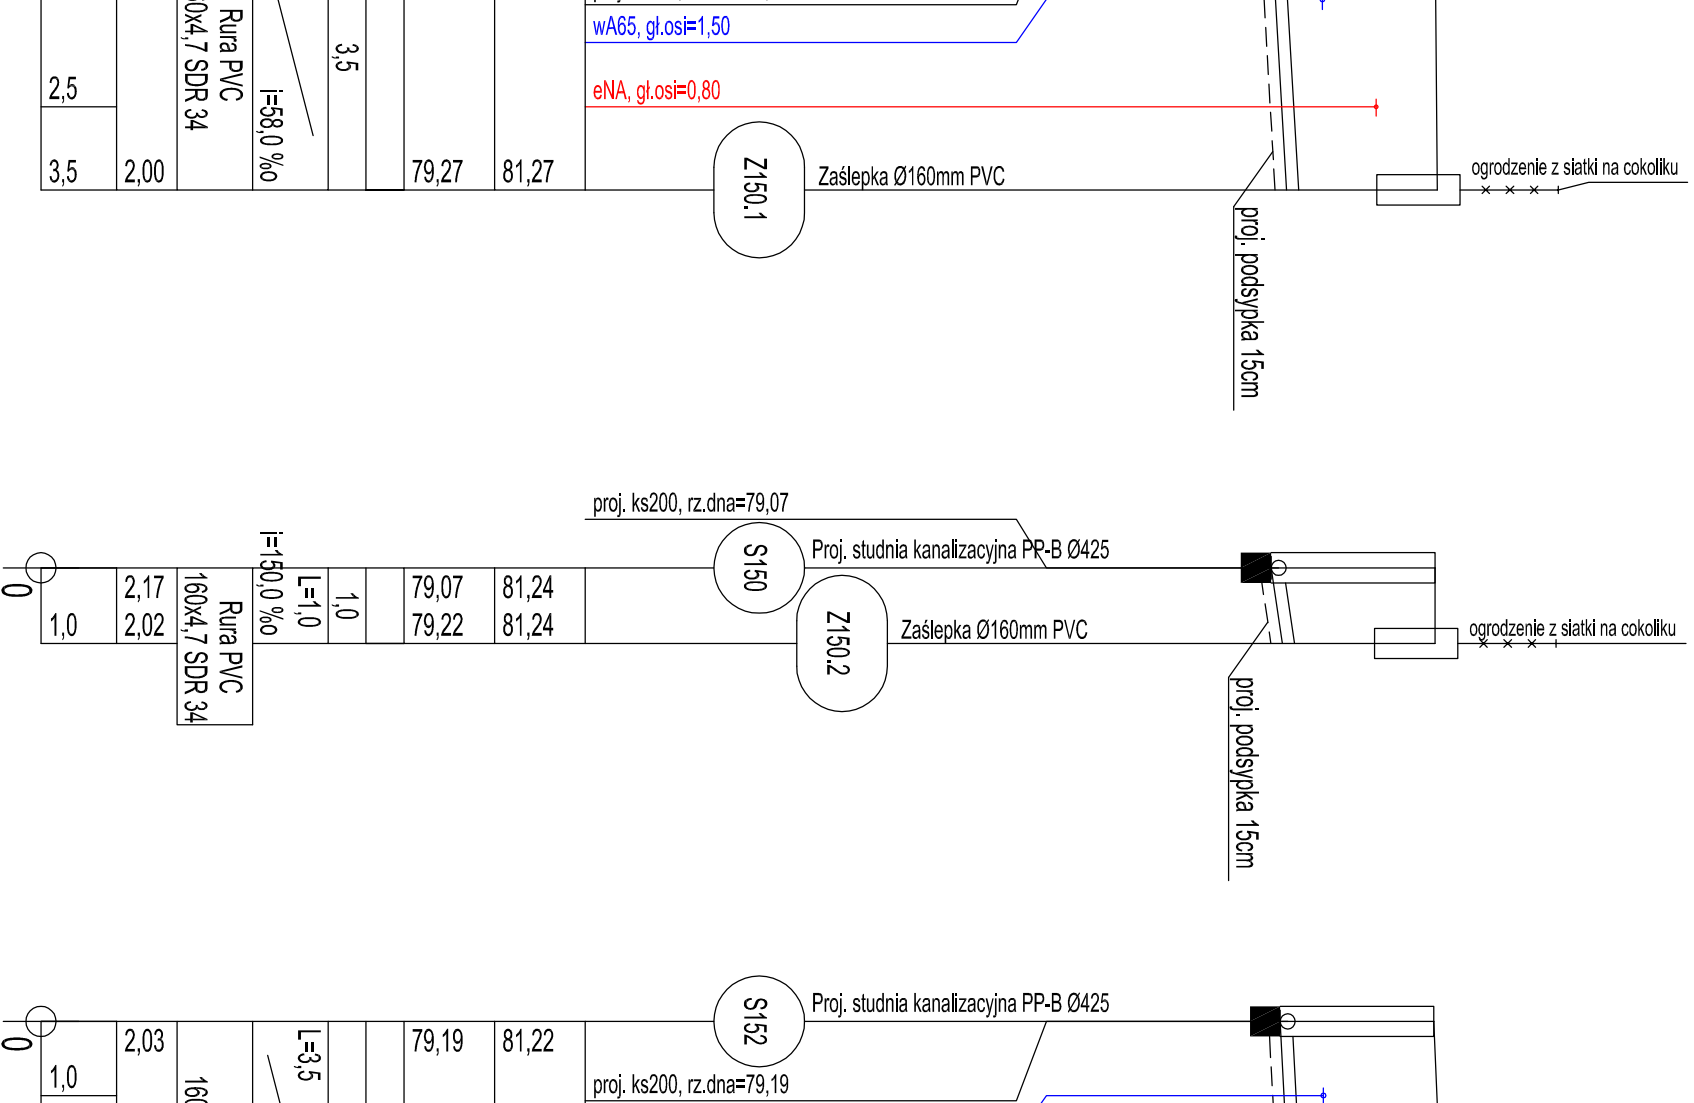 wA65, gł.osi=1,50
eNA, gł.osi=0,80
2,5
3,5
2,00
Rura PVC
i=58,0 ‰
3,5
79,27
81,27
Z150.1
Zaślepka Ø160mm PVC
ogrodzenie z siatki na cokoliku
proj. podsypka 15cm
proj. ks200, rz.dna=79,07
S150
Proj. studnia kanalizacyjna PP-B Ø425
0
2,17
160x4,7 SDR 34
Rura PVC
i=150,0 ‰
L=1,0
1,0
79,07
81,24
1,0
2,02
79,22
81,24
Z150.2
Zaślepka Ø160mm PVC
ogrodzenie z siatki na cokoliku
proj. podsypka 15cm
S152
Proj. studnia kanalizacyjna PP-B Ø425
0
2,03
L=3,5
79,19
81,22
1,0
proj. ks200, rz.dna=79,19